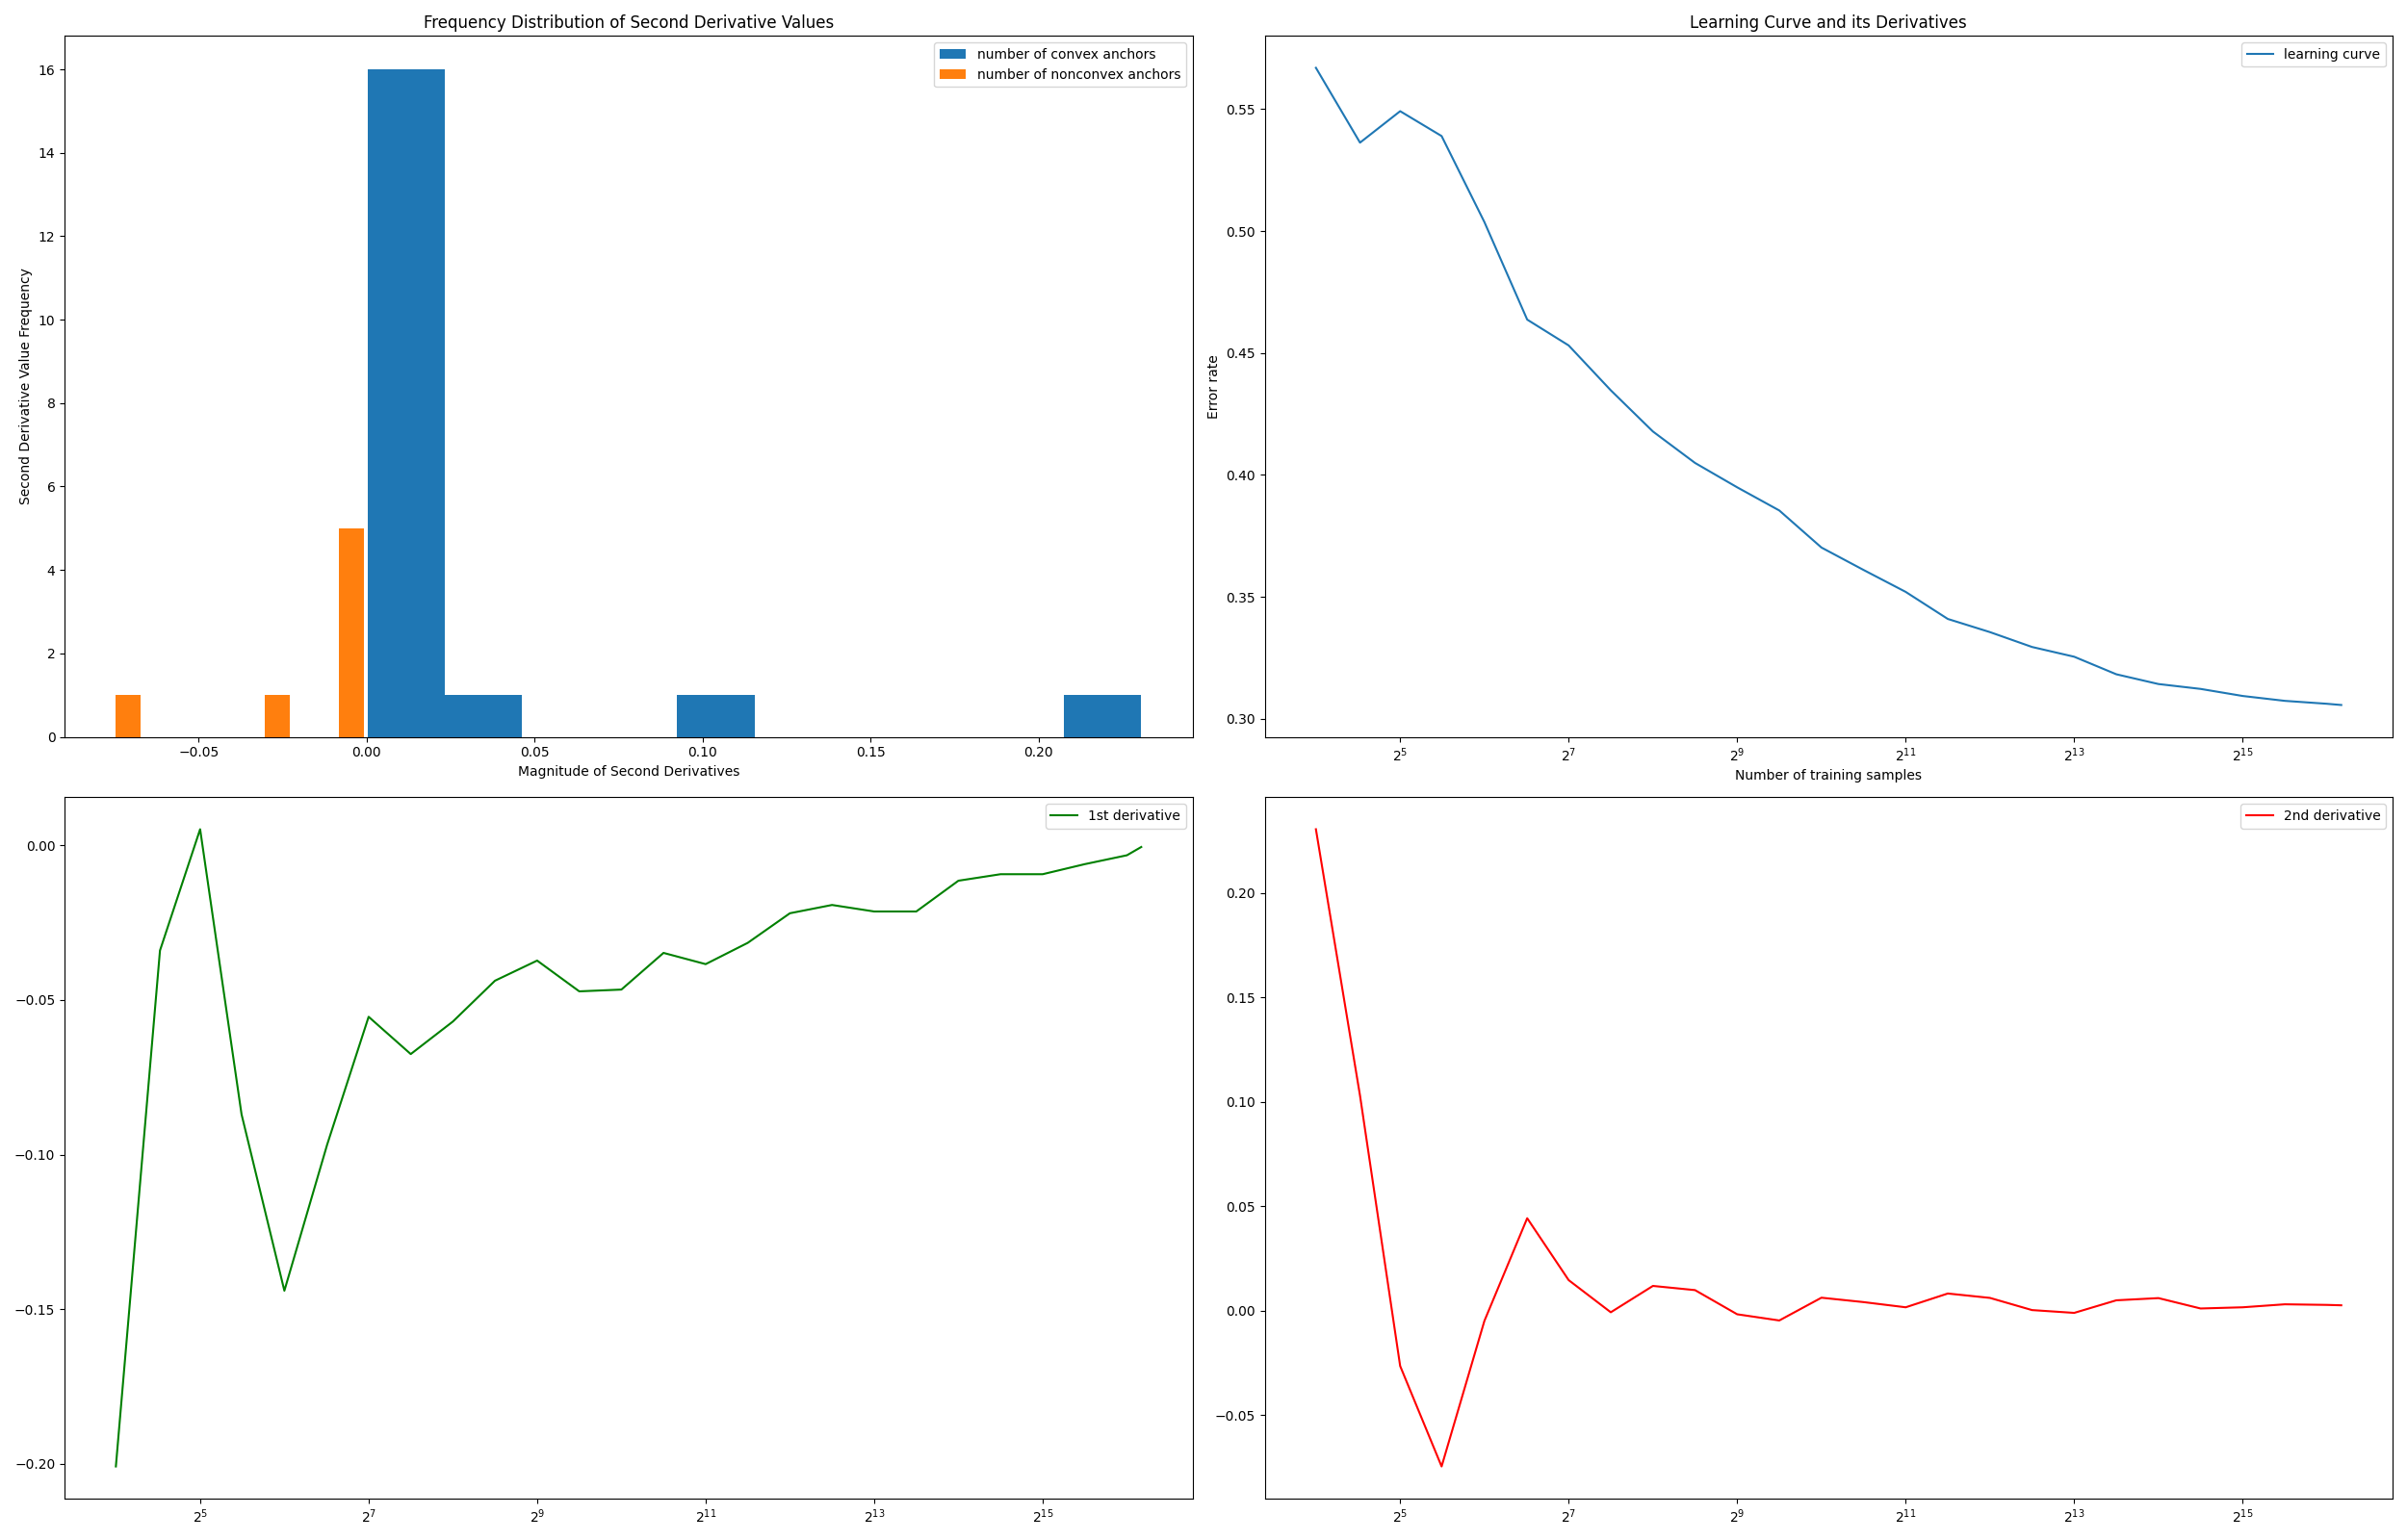 Frequency Distribution of Second Derivative Values
number of convex anchors
number of nonconvex anchors
Second Derivative Value Frequency
16
14
12
10
8
6
4
2
0
−0.05 0.00 0.05 0.10 0.15 0.20
Magnitude of Second Derivatives
Learning Curve and its Derivatives
learning curve
Error rate
0.55
0.50
0.45
0.40
0.35
0.30
2^5 2^7 2^9 2^11 2^13 2^15
Number of training samples
1st derivative
0.00
−0.05
−0.10
−0.15
−0.20
2^5 2^7 2^9 2^11 2^13 2^15
2nd derivative
0.20
0.15
0.10
0.05
0.00
−0.05
2^5 2^7 2^9 2^11 2^13 2^15